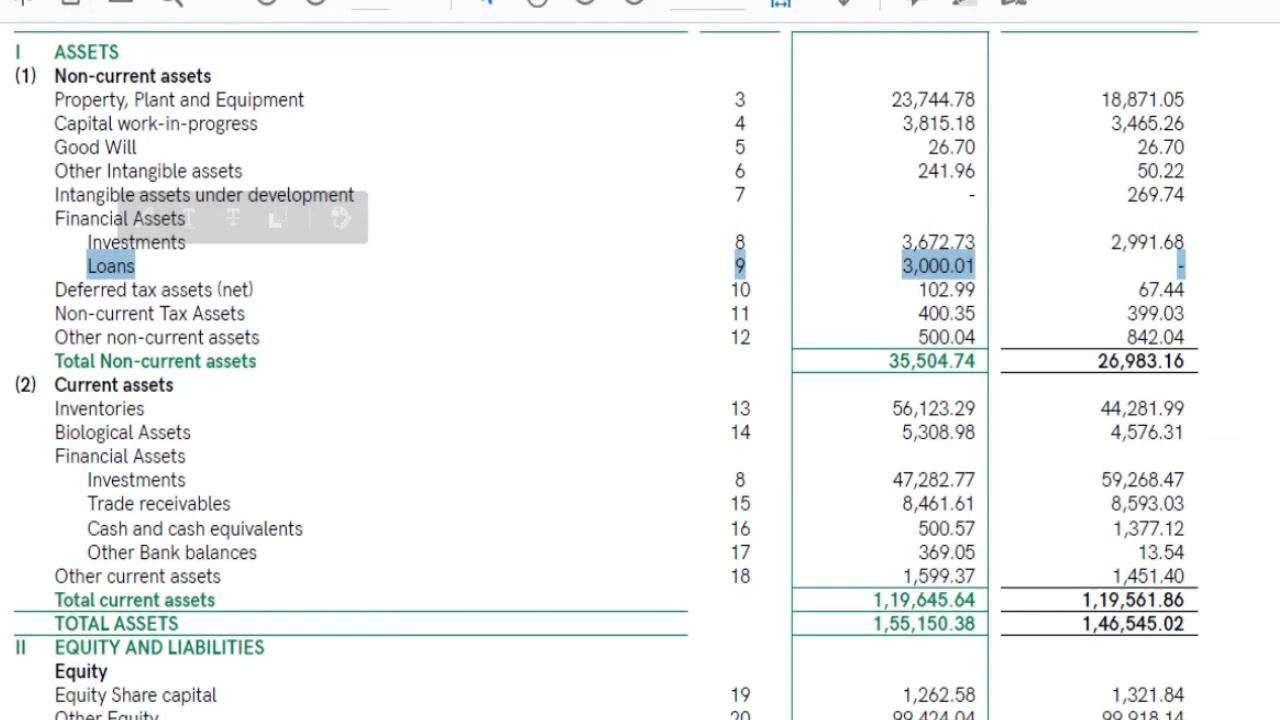 I ASSETS
(1) Non-current assets
Property, Plant and Equipment 3 23,744.78 18,871.05
Capital work-in-progress 4 3,815.18 3,465.26
Good Will 5 26.70 26.70
Other Intangible assets 6 241.96 50.22
Intangible assets under development 7 - 269.74
Financial Assets
Investments 8 3,672.73 2,991.68
Loans 9 3,000.01 -
Deferred tax assets (net) 10 102.99 67.44
Non-current Tax Assets 11 400.35 399.03
Other non-current assets 12 500.04 842.04
Total Non-current assets 35,504.74 26,983.16
(2) Current assets
Inventories 13 56,123.29 44,281.99
Biological Assets 14 5,308.98 4,576.31
Financial Assets
Investments 8 47,282.77 59,268.47
Trade receivables 15 8,461.61 8,593.03
Cash and cash equivalents 16 500.57 1,377.12
Other Bank balances 17 369.05 13.54
Other current assets 18 1,599.37 1,451.40
Total current assets 1,19,645.64 1,19,561.86
TOTAL ASSETS 1,55,150.38 1,46,545.02
II EQUITY AND LIABILITIES
Equity
Equity Share capital 19 1,262.58 1,321.84
Other Equity 20 99,424.04 99,918.14